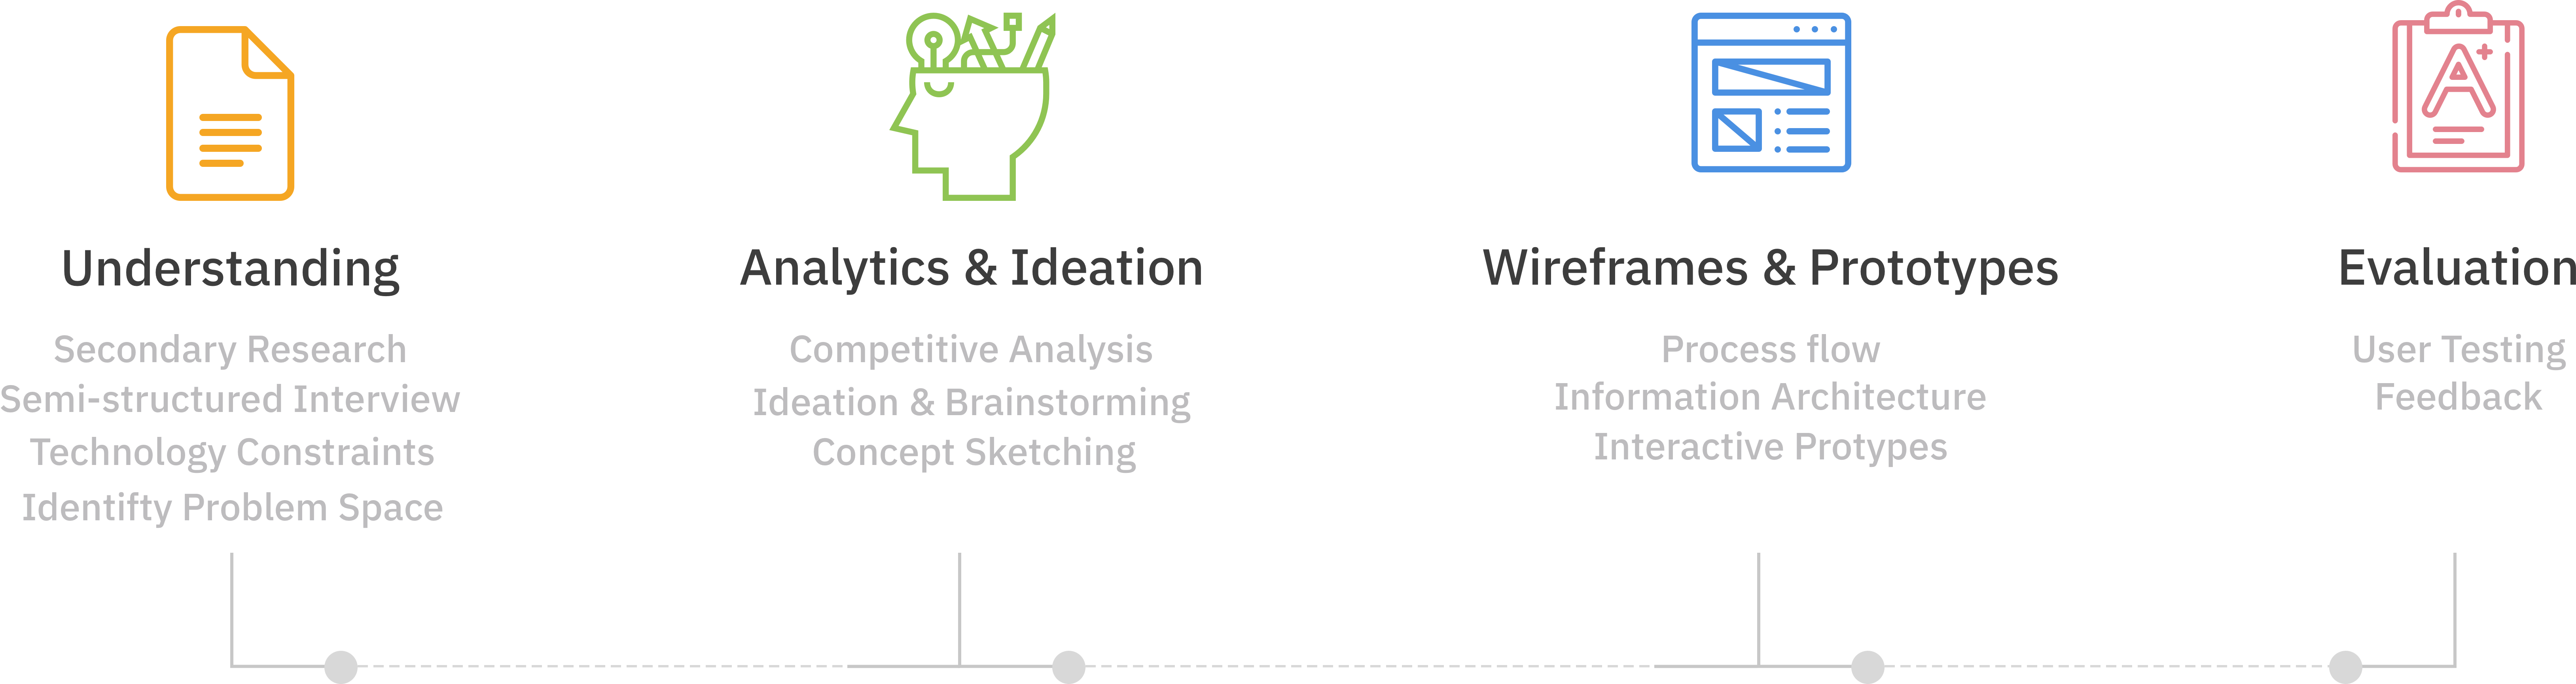 Understanding
Secondary Research
Semi-structured Interview
Technology Constraints
Identifty Problem Space
Analytics & Ideation
Competitive Analysis
Ideation & Brainstorming
Concept Sketching
Wireframes & Prototypes
Process flow
Information Architecture
Interactive Protypes
A+
Evaluation
User Testing
Feedback